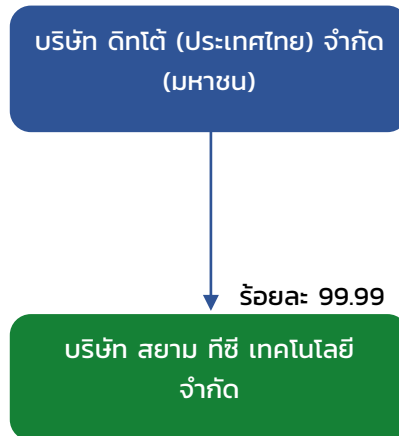 บริษัท ดิทโต้ (ประเทศไทย) จำกัด
(มหาชน)
ร้อยละ 99.99
บริษัท สยาม ทีซี เทคโนโลยี
จำกัด